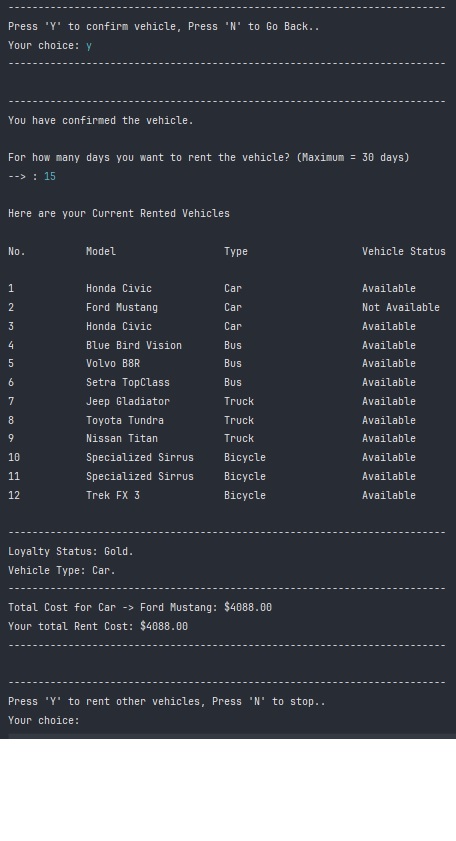 --------------------------------------------------------------------------
Press 'Y' to confirm vehicle, Press 'N' to Go Back..
Your choice: y
--------------------------------------------------------------------------
--------------------------------------------------------------------------
You have confirmed the vehicle.
For how many days you want to rent the vehicle? (Maximum = 30 days)
--> : 15
Here are your Current Rented Vehicles
No. Model Type Vehicle Status
1 Honda Civic Car Available
2 Ford Mustang Car Not Available
3 Honda Civic Car Available
4 Blue Bird Vision Bus Available
5 Volvo B8R Bus Available
6 Setra TopClass Bus Available
7 Jeep Gladiator Truck Available
8 Toyota Tundra Truck Available
9 Nissan Titan Truck Available
10 Specialized Sirrus Bicycle Available
11 Specialized Sirrus Bicycle Available
12 Trek FX 3 Bicycle Available
--------------------------------------------------------------------------
Loyalty Status: Gold.
Vehicle Type: Car.
--------------------------------------------------------------------------
Total Cost for Car -> Ford Mustang: $4088.00
Your total Rent Cost: $4088.00
--------------------------------------------------------------------------
--------------------------------------------------------------------------
Press 'Y' to rent other vehicles, Press 'N' to stop..
Your choice: